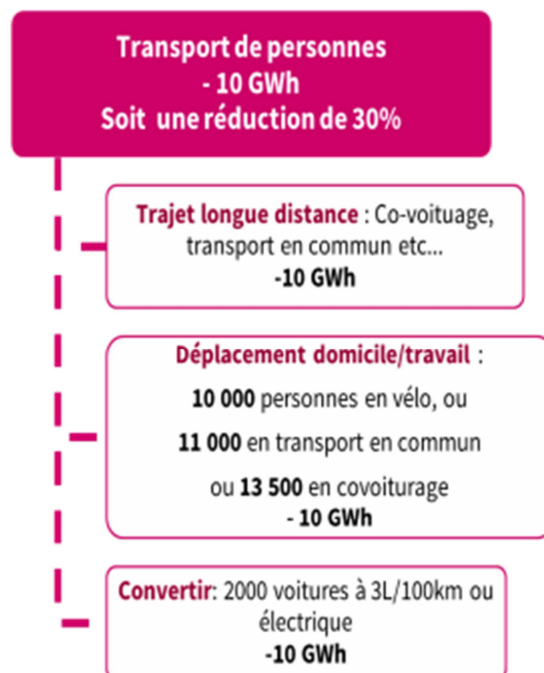 Transport de personnes
- 10 GWh
Soit une réduction de 30%
Trajet longue distance : Co-voituage,
transport en commun etc...
-10 GWh
Déplacement domicile/travail :
10 000 personnes en vélo, ou
11 000 en transport en commun
ou 13 500 en covoiturage
- 10 GWh
Convertir: 2000 voitures à 3L/100km ou
électrique
-10 GWh